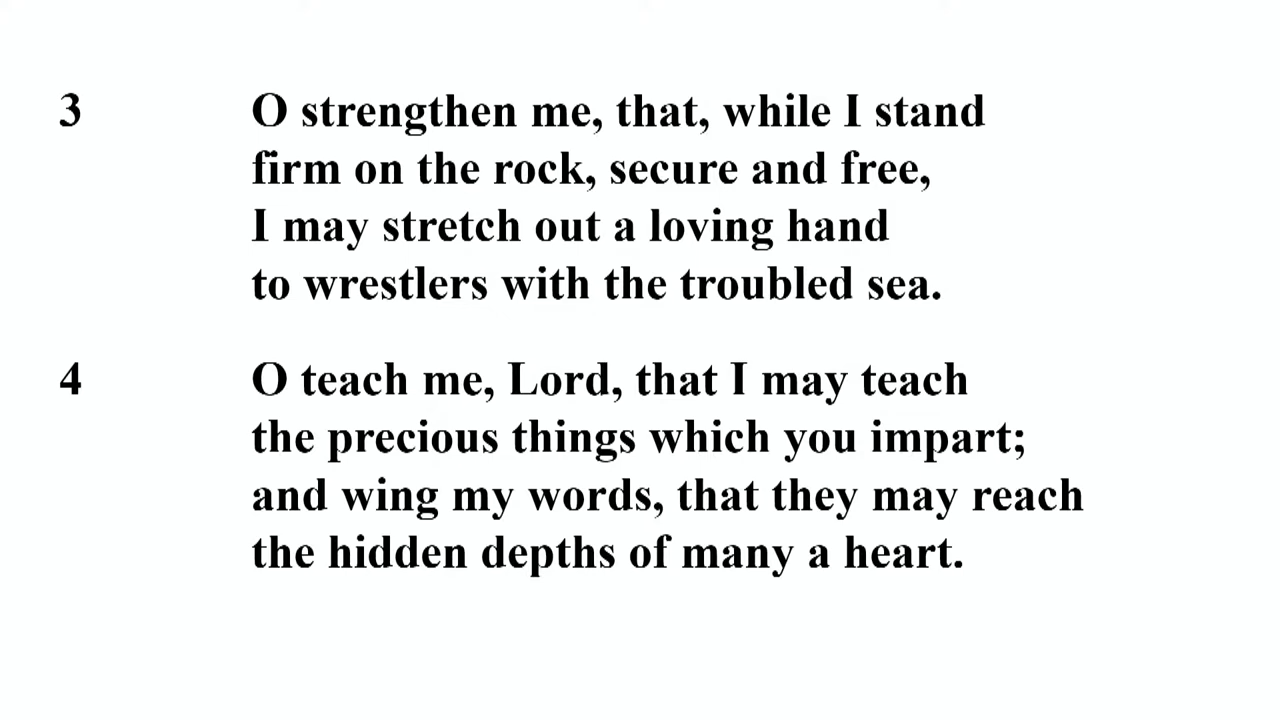 3 O strengthen me, that, while I stand
firm on the rock, secure and free,
I may stretch out a loving hand
to wrestlers with the troubled sea.
4 O teach me, Lord, that I may teach
the precious things which you impart;
and wing my words, that they may reach
the hidden depths of many a heart.